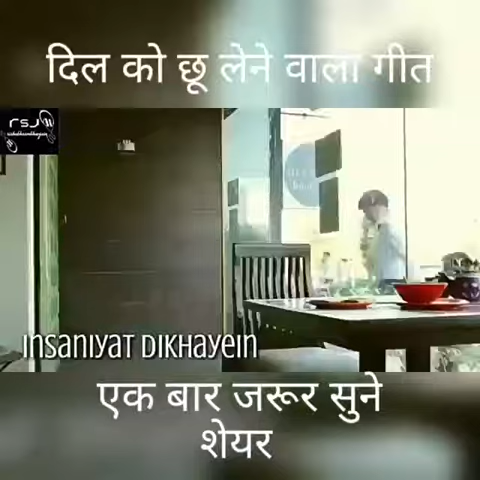 दिल को छू लेने वाला गीत
rsj
INSANIYAT DIKHAYEIN
एक बार जरूर सुने
शेयर